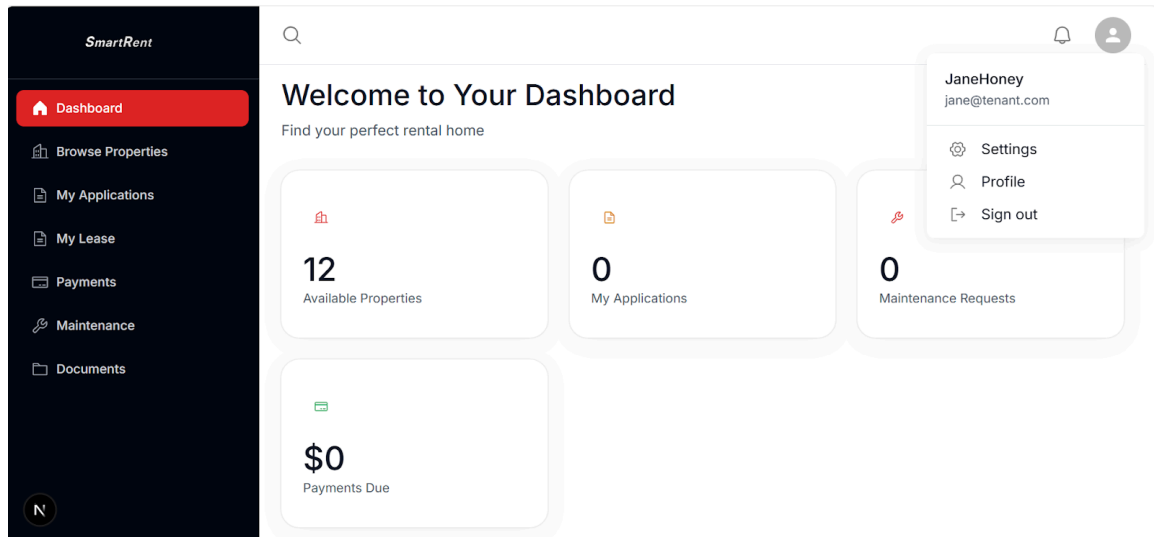 SmartRent
Dashboard
Browse Properties
My Applications
My Lease
Payments
Maintenance
Documents
N
Welcome to Your Dashboard
Find your perfect rental home
JaneHoney
jane@tenant.com
Settings
Profile
Sign out
12
Available Properties
0
My Applications
0
Maintenance Requests
$0
Payments Due